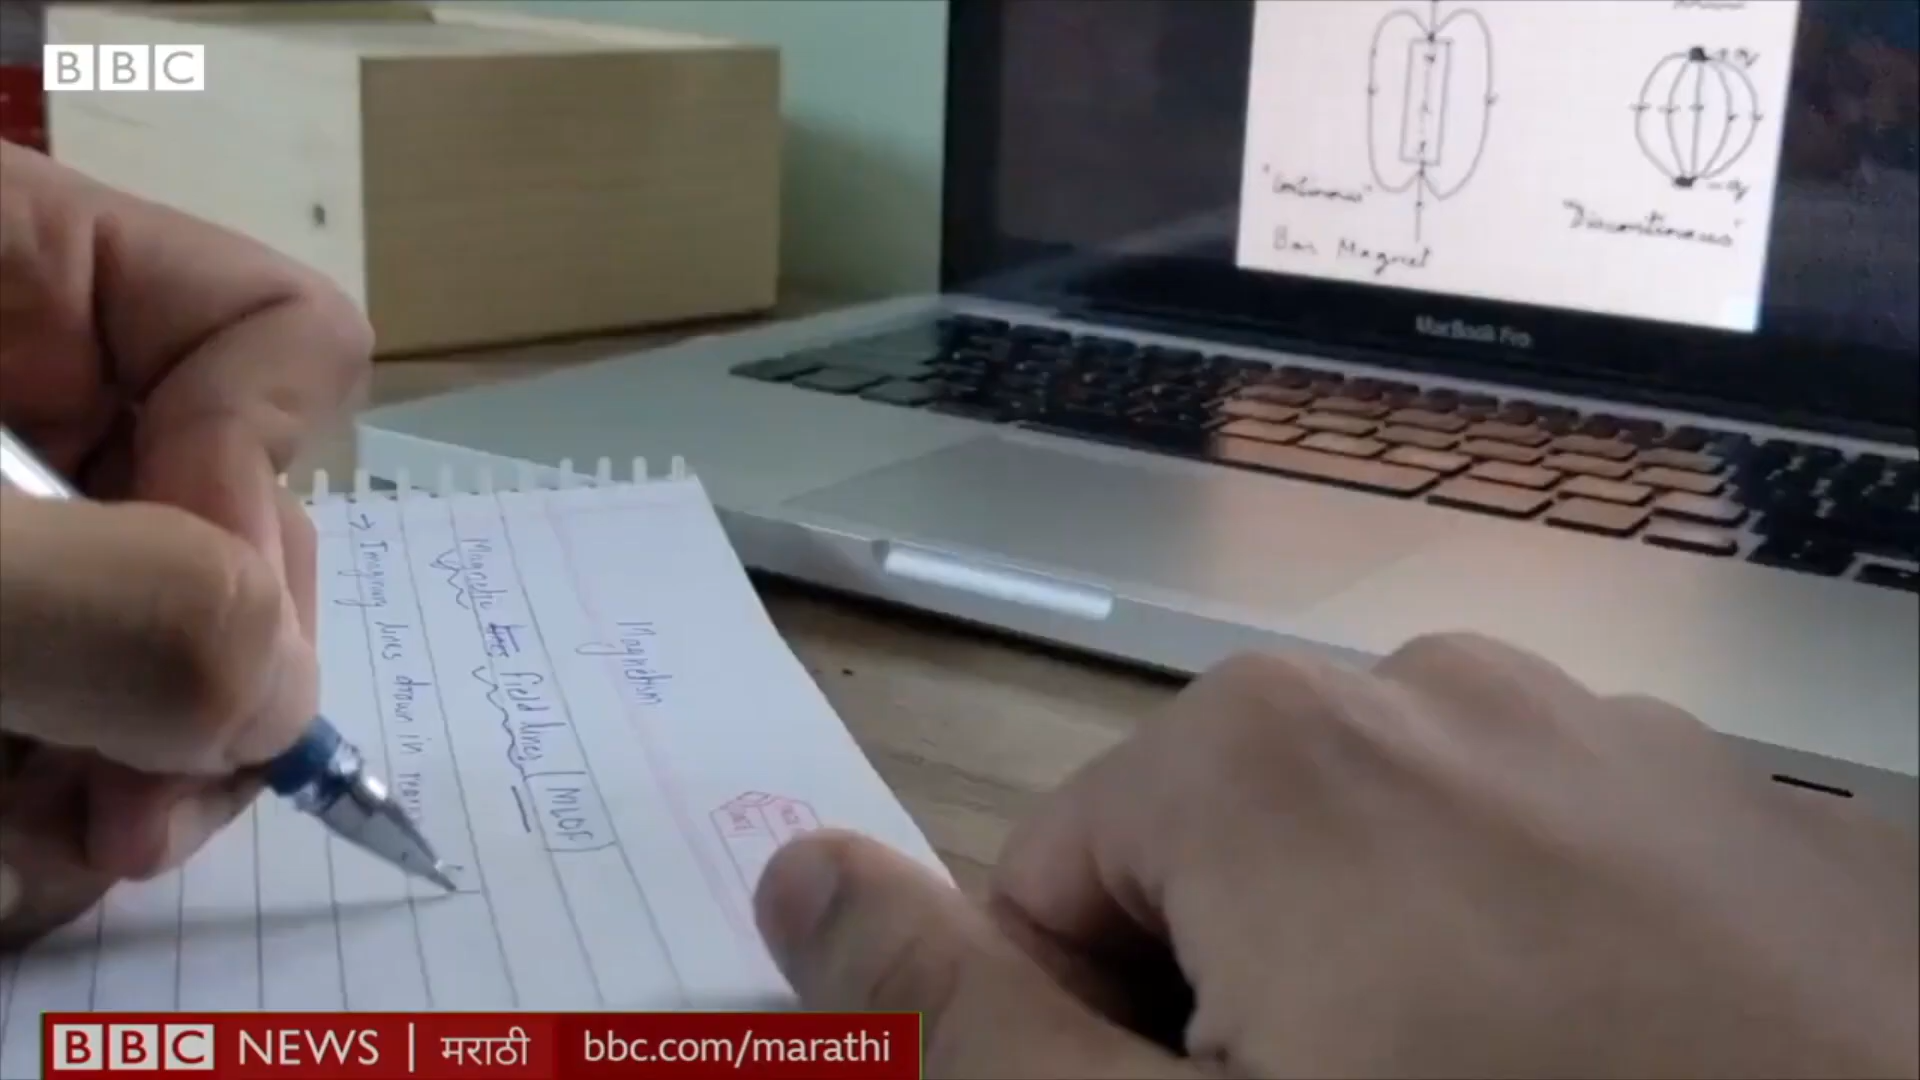 BBC
"Continuous"
Bar Magnet
+q
-q
"Discontinuous"
MacBook Pro
Magnetism
Magnetic field lines / MLOF
→ Imaginary lines drawn in
BBC NEWS | मराठी bbc.com/marathi